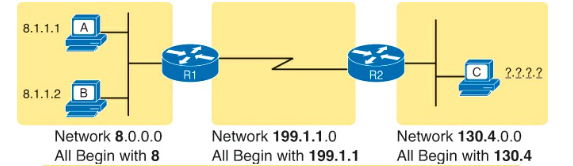 8.1.1.1
A
8.1.1.2
B
R1
R2
C
?.?.?.?
Network 8.0.0.0
All Begin with 8
Network 199.1.1.0
All Begin with 199.1.1
Network 130.4.0.0
All Begin with 130.4